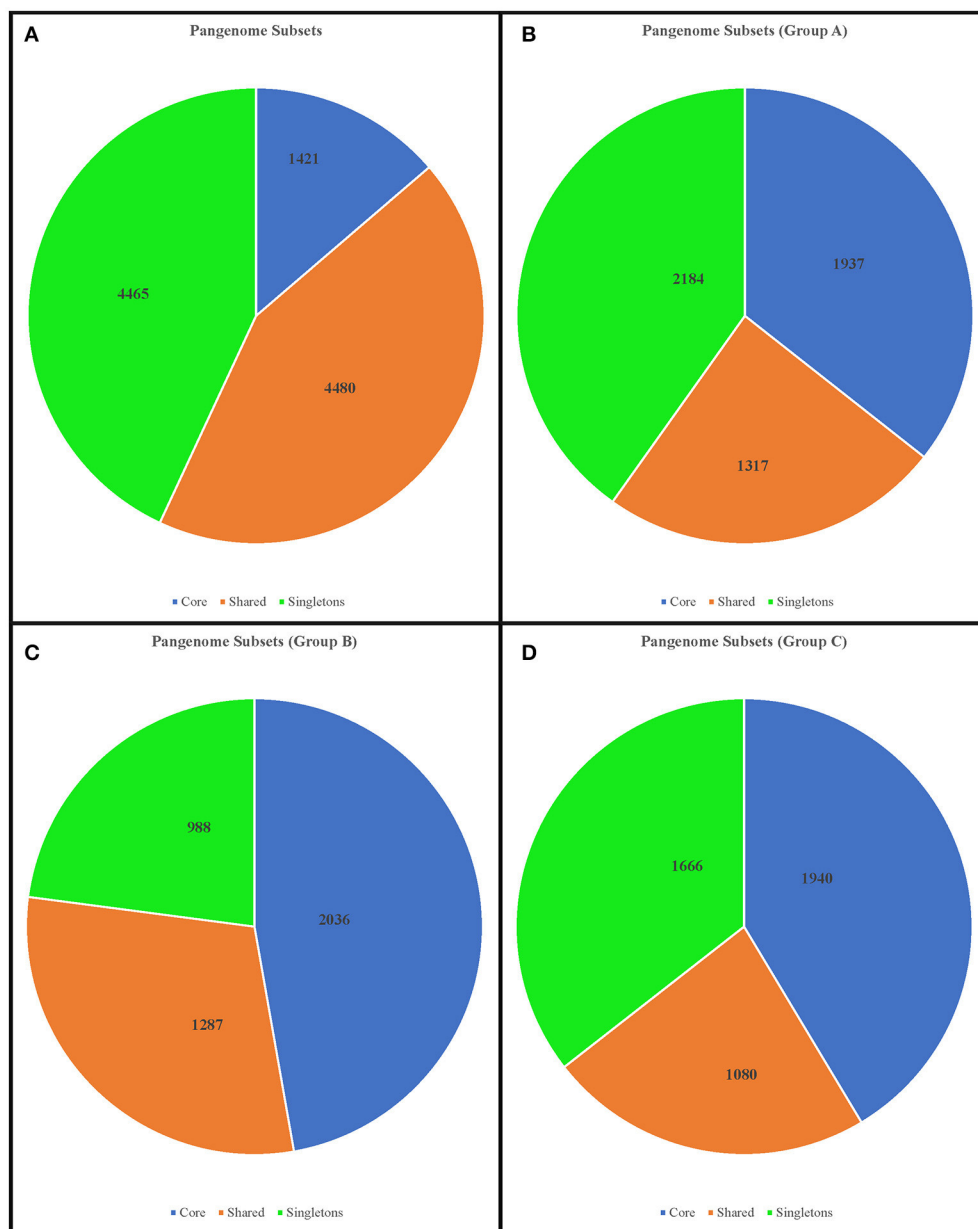 A
Pangenome Subsets
1421
4465
4480
Core Shared Singletons
B
Pangenome Subsets (Group A)
1937
2184
1317
Core Shared Singletons
C
Pangenome Subsets (Group B)
988
2036
1287
Core Shared Singletons
D
Pangenome Subsets (Group C)
1666
1940
1080
Core Shared Singletons